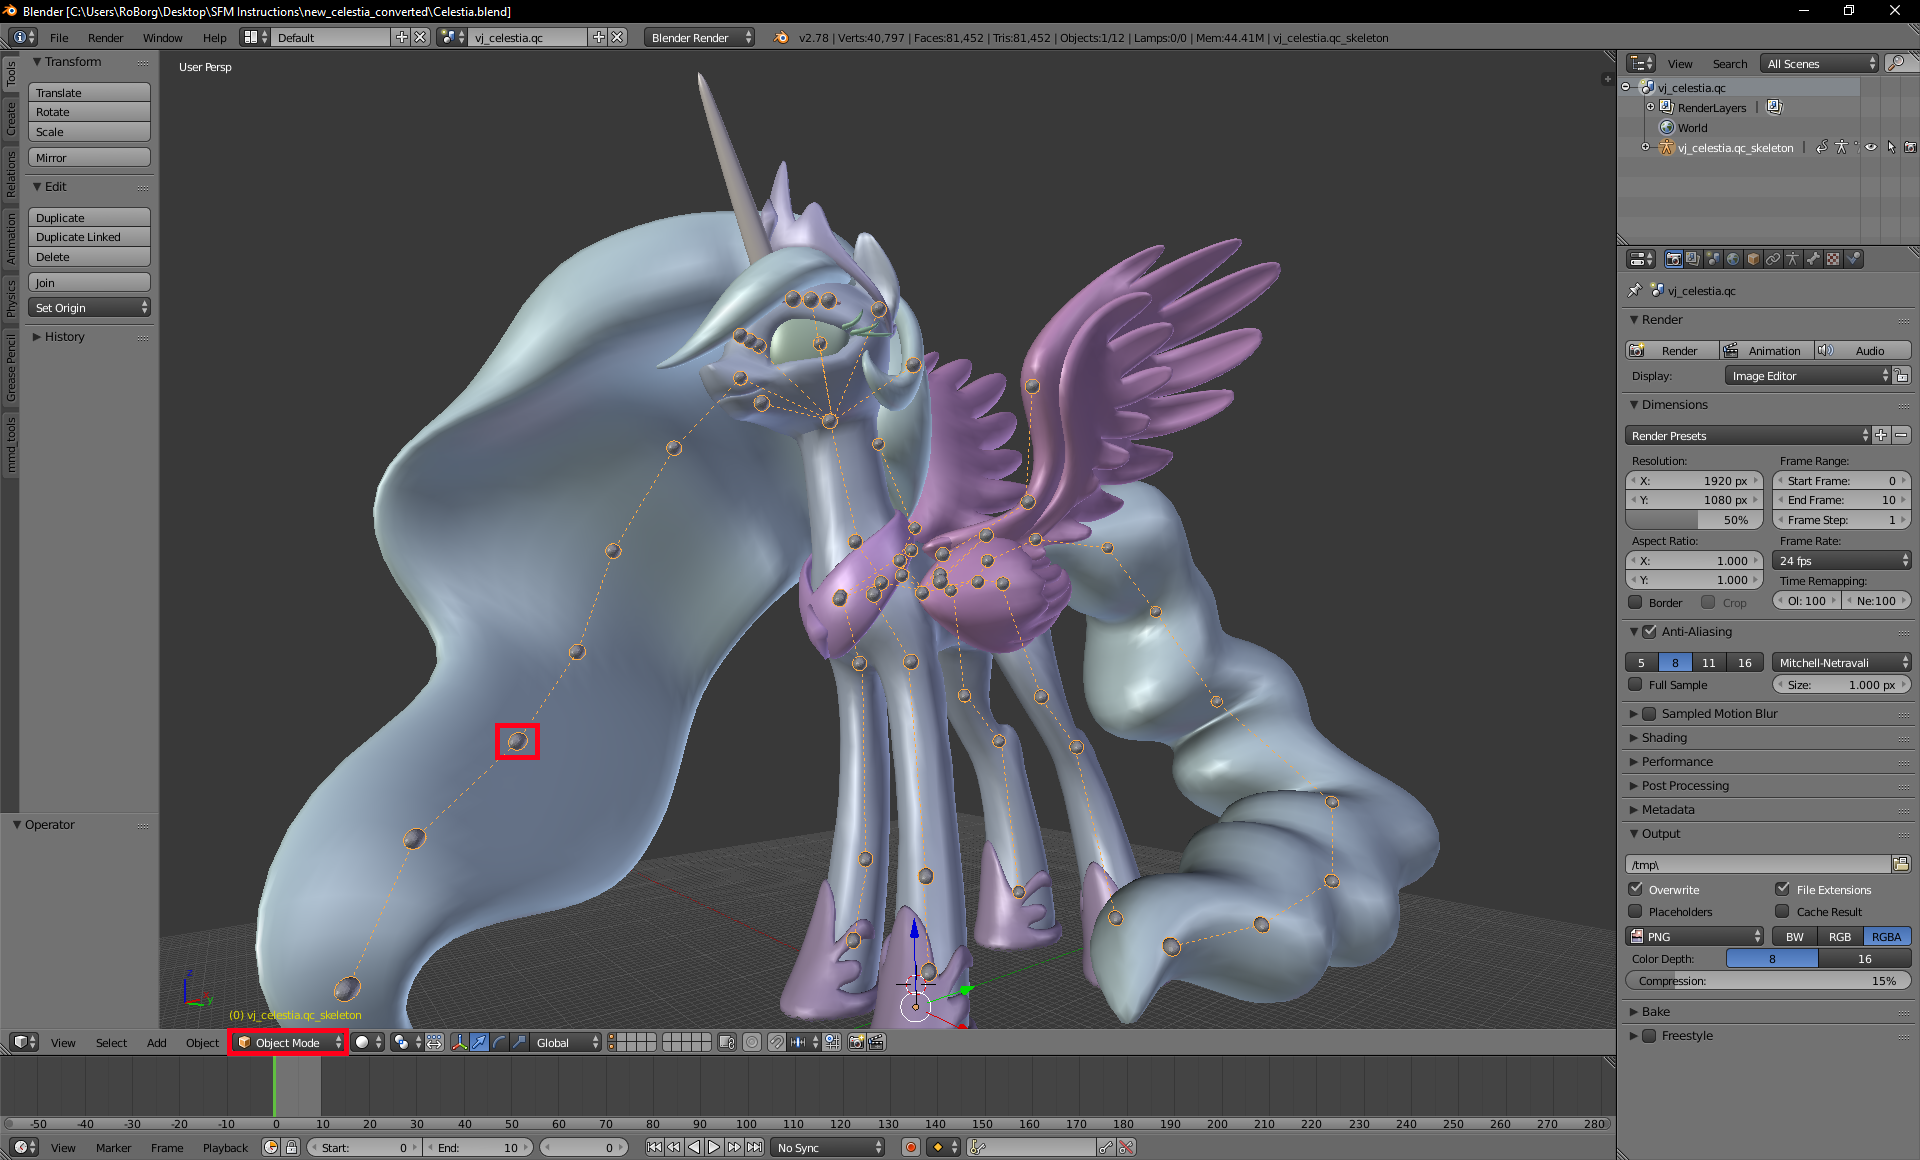 Blender [C:\Users\RoBorg\Desktop\SFM Instructions\new_celestia_converted\Celestia.blend]
File Render Window Help Default vj_celestia.qc Blender Render v2.78 | Verts:40,797 | Faces:81,452 | Tris:81,452 | Objects:1/12 | Lamps:0/0 | Mem:44.41M | vj_celestia.qc_skeleton
Tools
Create
Relations
Animation
Physics
Grease Pencil
mmd_tools
Transform
Translate
Rotate
Scale
Mirror
Edit
Duplicate
Duplicate Linked
Delete
Join
Set Origin
History
Operator
User Persp
z
y
(0) vj_celestia.qc_skeleton
View Select Add Object Object Mode Global
-50 -40 -30 -20 -10 0 10 20 30 40 50 60 70 80 90 100 110 120 130 140 150 160 170 180 190 200 210 220 230 240 250 260 270 280
View Marker Frame Playback Start: 0 End: 10 0 No Sync
View Search All Scenes
vj_celestia.qc
RenderLayers |
World
vj_celestia.qc_skeleton |
vj_celestia.qc
Render
Render Animation Audio
Display: Image Editor
Dimensions
Render Presets
Resolution: Frame Range:
X: 1920 px Start Frame: 0
Y: 1080 px End Frame: 10
50% Frame Step: 1
Aspect Ratio: Frame Rate:
X: 1.000 24 fps
Y: 1.000 Time Remapping:
Border Crop Ol: 100 Ne:100
Anti-Aliasing
5 8 11 16 Mitchell-Netravali
Full Sample Size: 1.000 px
Sampled Motion Blur
Shading
Performance
Post Processing
Metadata
Output
/tmp\
Overwrite File Extensions
Placeholders Cache Result
PNG BW RGB RGBA
Color Depth: 8 16
Compression: 15%
Bake
Freestyle